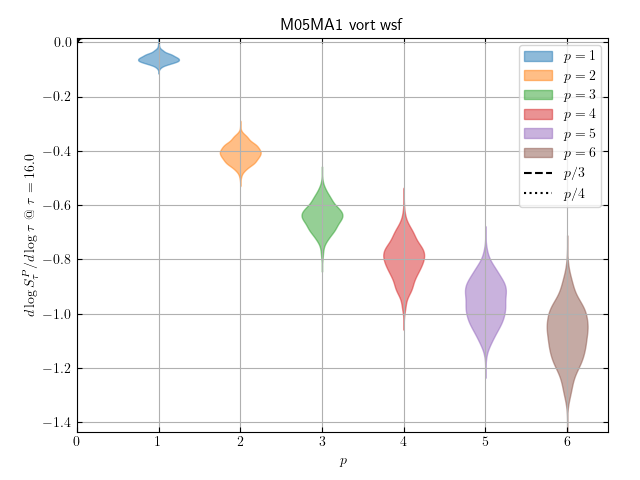 M05MA1 vort wsf
d log S_τ^P / d log τ @ τ = 16.0
0.0
−0.2
−0.4
−0.6
−0.8
−1.0
−1.2
−1.4
0 1 2 3 4 5 6
p
p = 1
p = 2
p = 3
p = 4
p = 5
p = 6
p/3
p/4